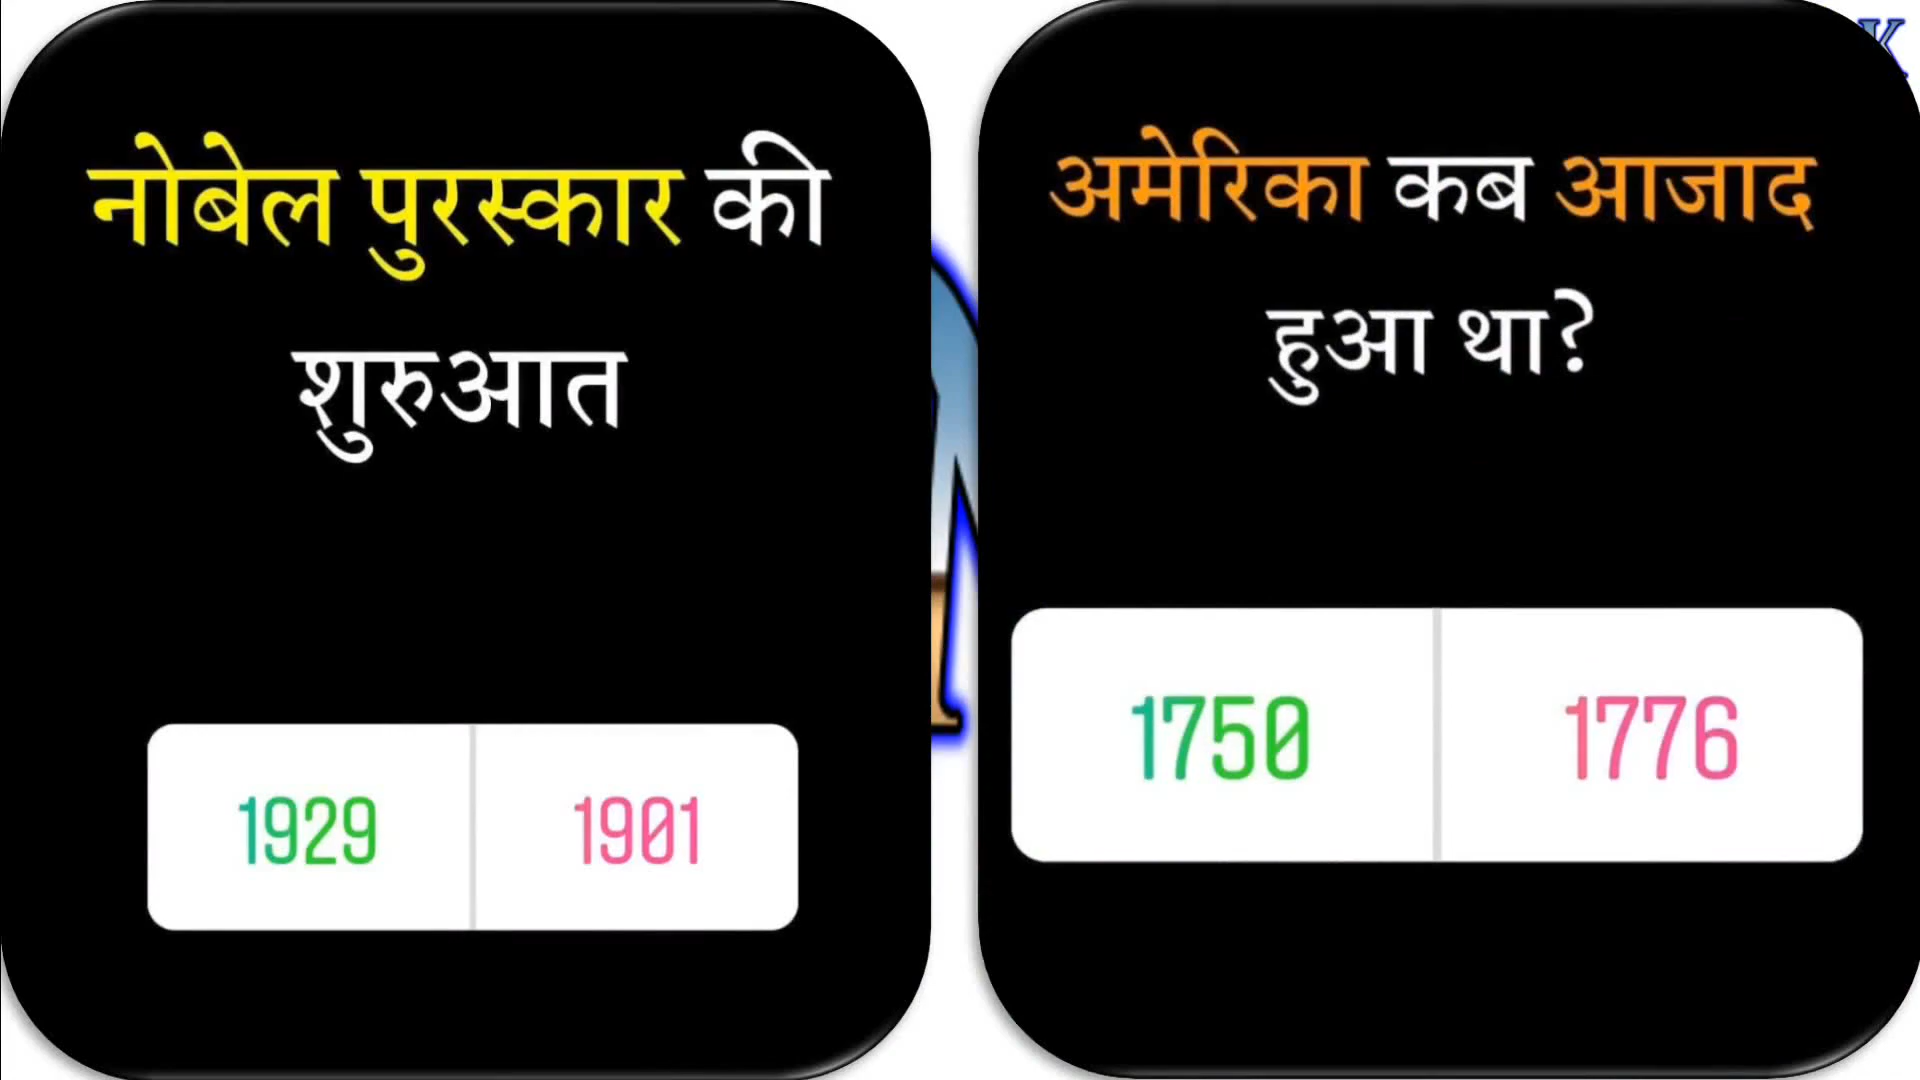 नोबेल पुरस्कार की
शुरुआत
1929 1901
अमेरिका कब आजाद
हुआ था?
1750 1776